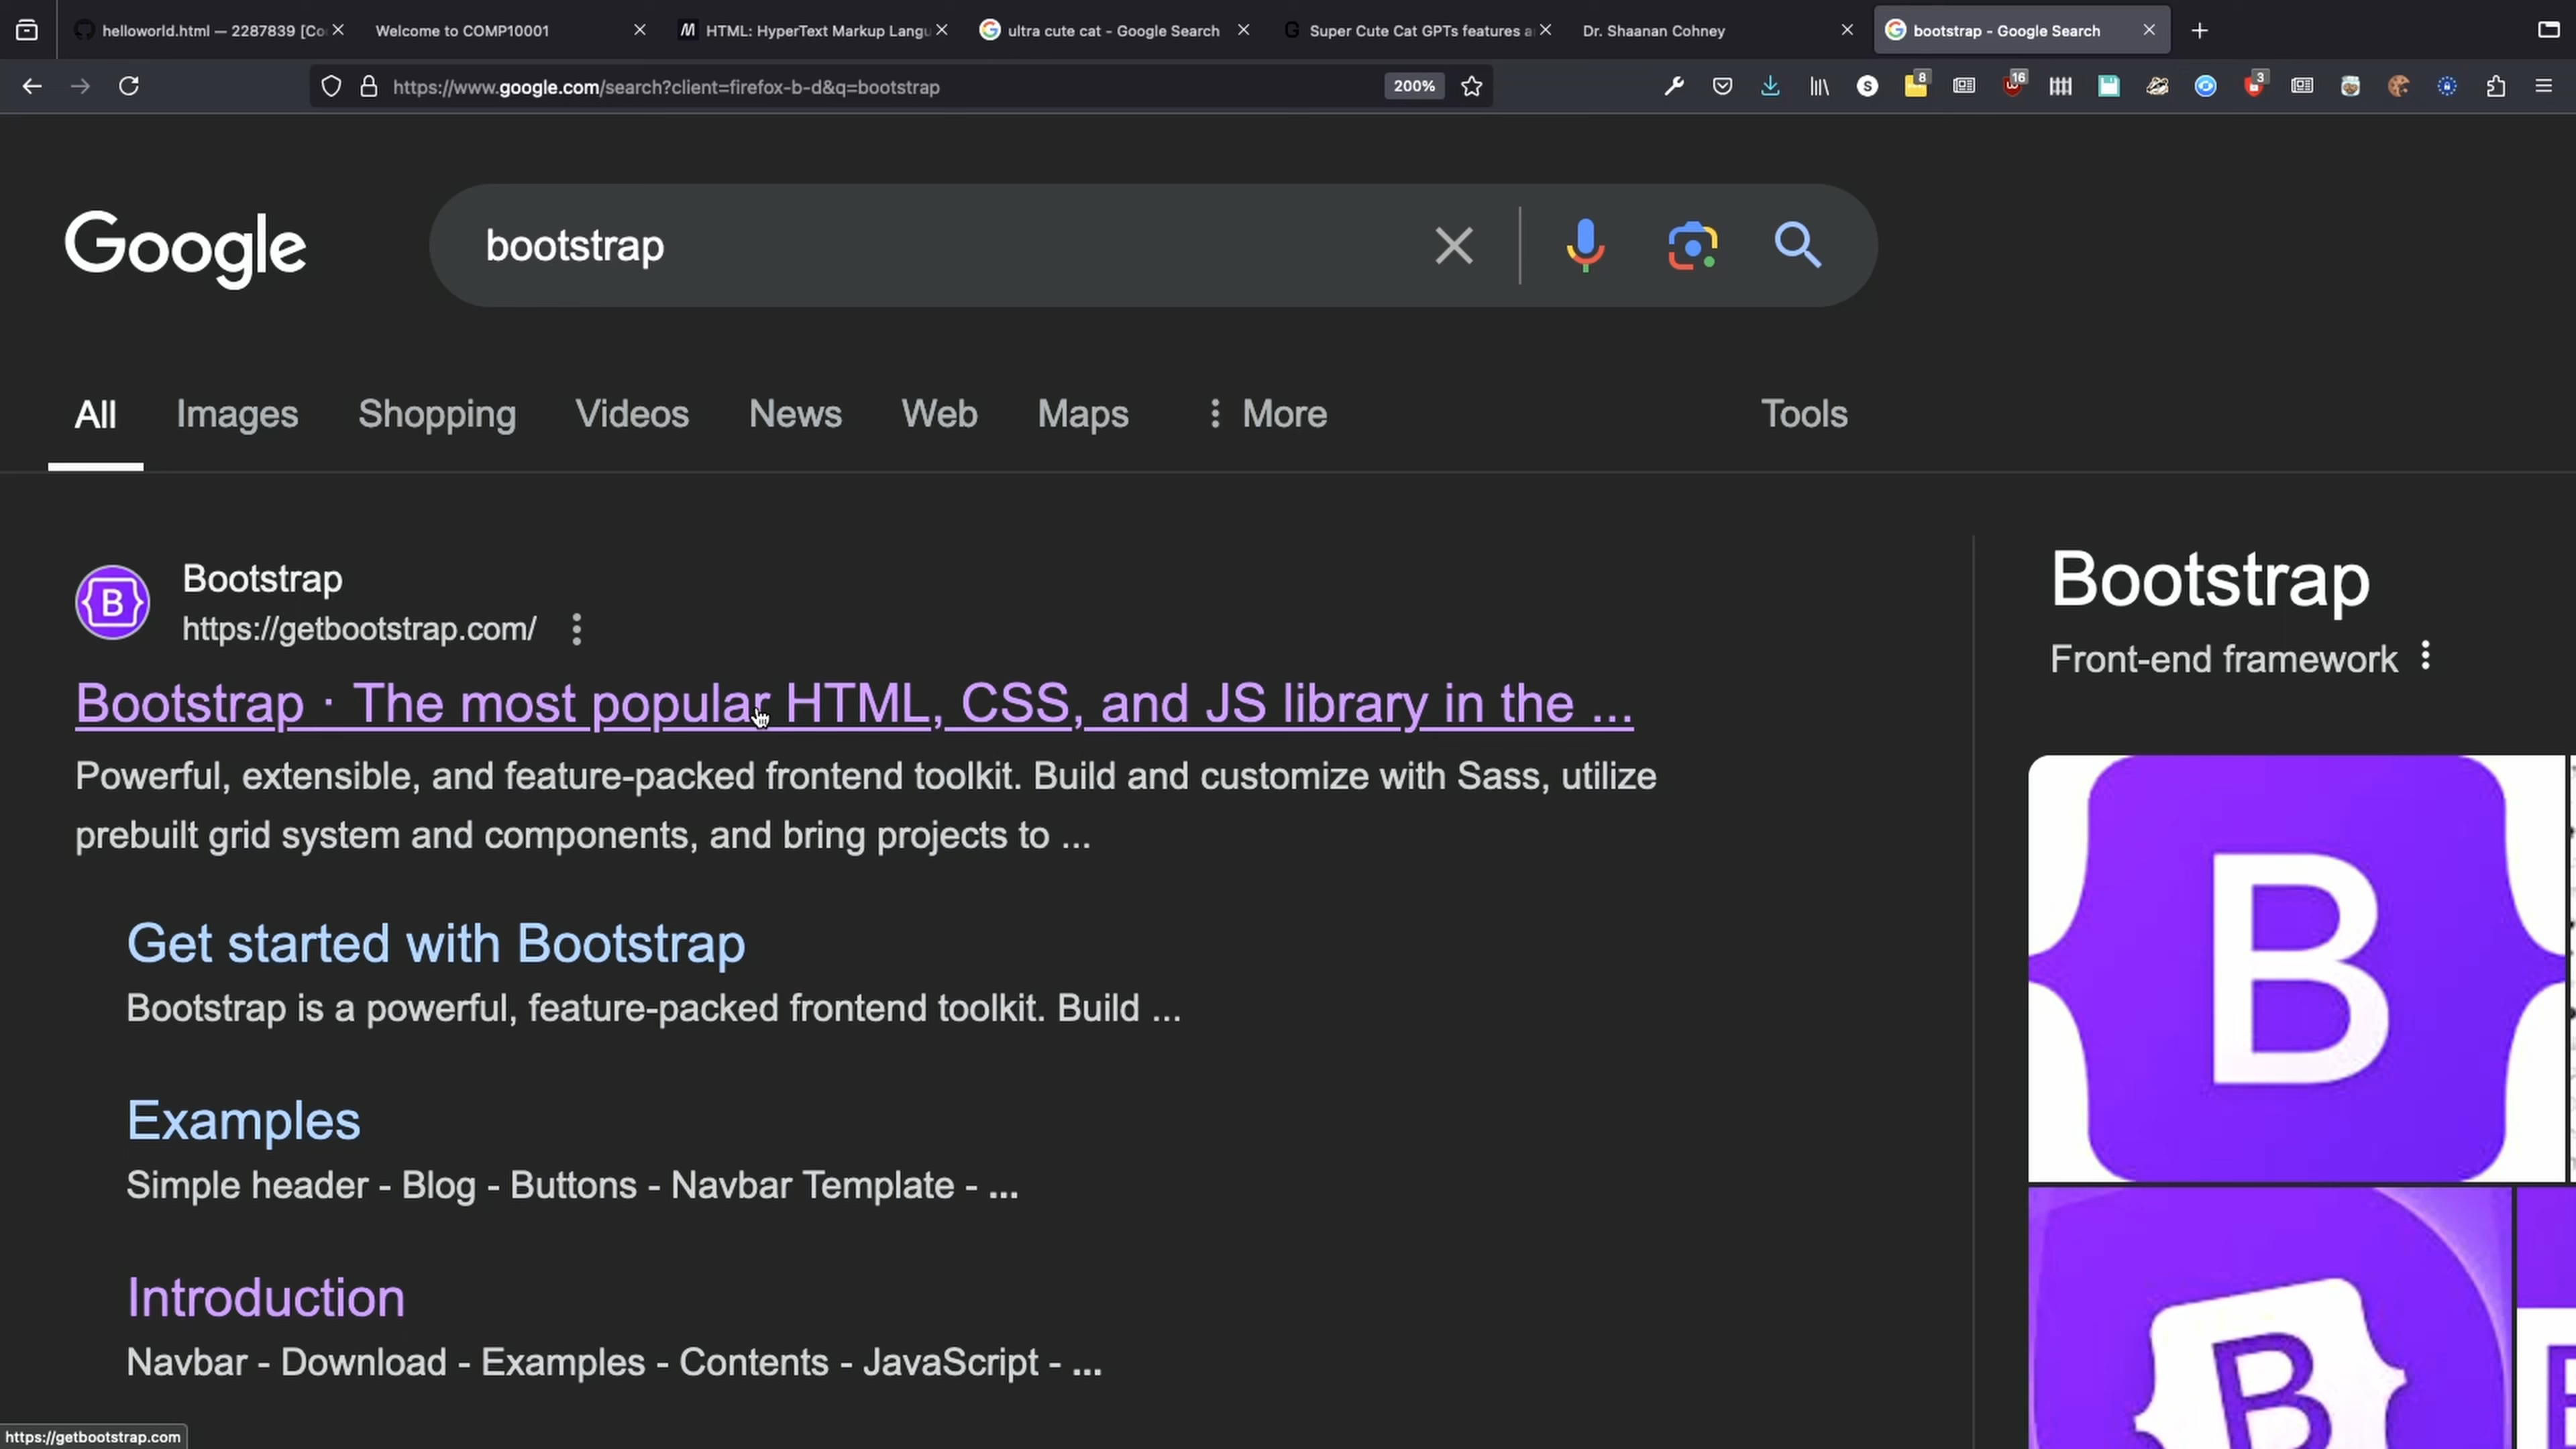 helloworld.html — 2287839 [Co
Welcome to COMP10001
HTML: HyperText Markup Langu
ultra cute cat - Google Search
Super Cute Cat GPTs features a
Dr. Shaanan Cohney
bootstrap - Google Search
https://www.google.com/search?client=firefox-b-d&q=bootstrap
200%
8
16
3
Google
bootstrap
All
Images
Shopping
Videos
News
Web
Maps
More
Tools
Bootstrap
https://getbootstrap.com/
Bootstrap · The most popular HTML, CSS, and JS library in the ...
Powerful, extensible, and feature-packed frontend toolkit. Build and customize with Sass, utilize
prebuilt grid system and components, and bring projects to ...
Get started with Bootstrap
Bootstrap is a powerful, feature-packed frontend toolkit. Build ...
Examples
Simple header - Blog - Buttons - Navbar Template - ...
Introduction
Navbar - Download - Examples - Contents - JavaScript - ...
Bootstrap
Front-end framework
B
B
https://getbootstrap.com